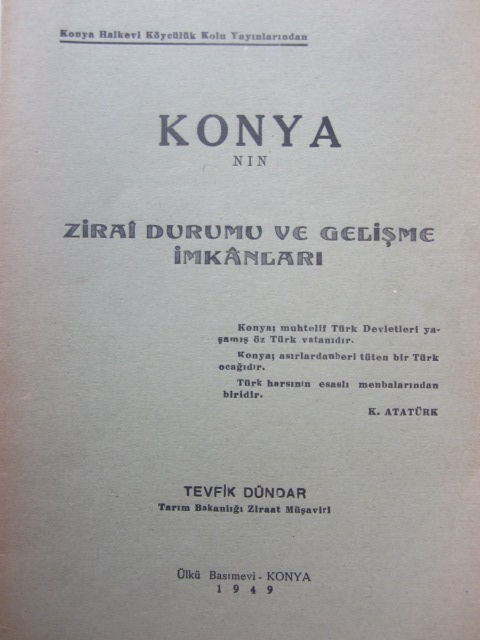 Konya Halkevi Köycülük Kolu Yayınlarından
KONYA
NIN
ZİRAÎ DURUMU VE GELİŞME
İMKÂNLARI
Konya; muhtelif Türk Devletleri ya-
şamış öz Türk vatanıdır.
Konya; asırlardanberi tüten bir Türk
ocağıdır.
Türk harsının esaslı menbalarından
biridir.
K. ATATÜRK
TEVFİK DÜNDAR
Tarım Bakanlığı Ziraat Müşaviri
Ülkü Basımevi - KONYA
1949